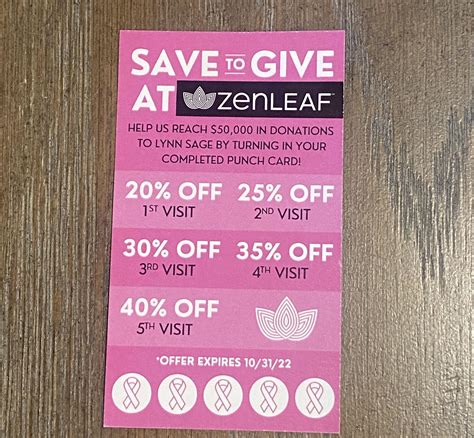 SAVE TO GIVE
AT zenLEAF™
HELP US REACH $50,000 IN DONATIONS
TO LYNN SAGE BY TURNING IN YOUR
COMPLETED PUNCH CARD!
20% OFF 25% OFF
1ST VISIT 2ND VISIT
30% OFF 35% OFF
3RD VISIT 4TH VISIT
40% OFF
5TH VISIT
*OFFER EXPIRES 10/31/22